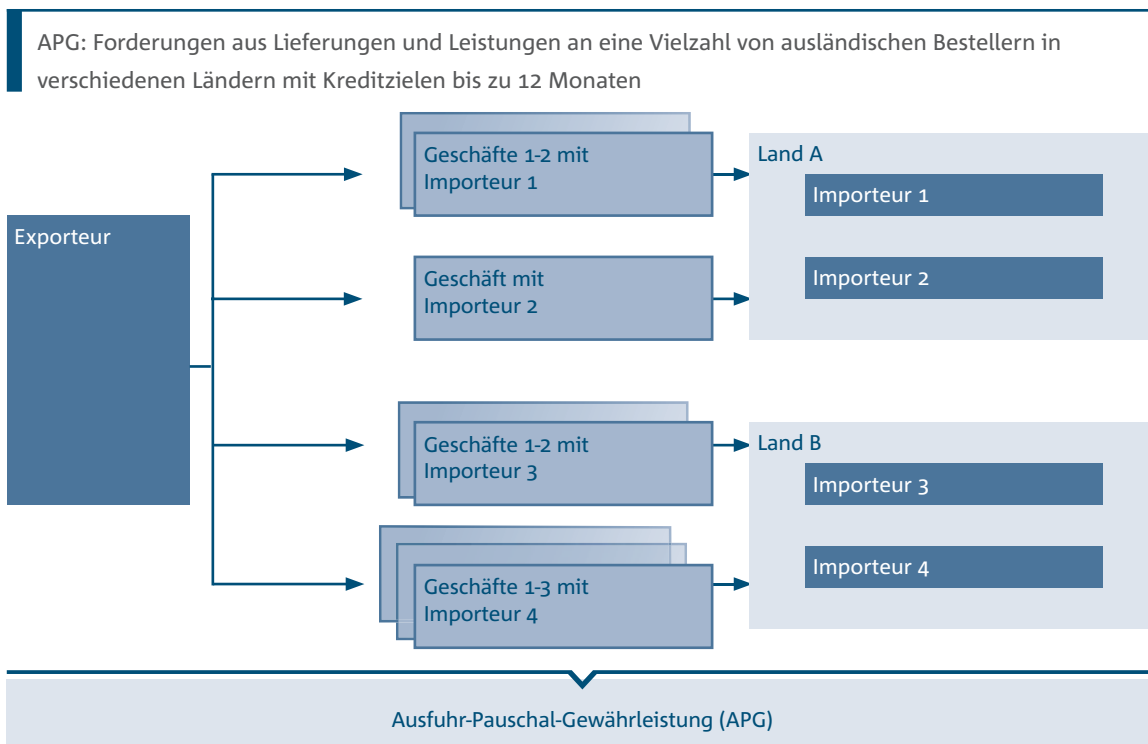 APG: Forderungen aus Lieferungen und Leistungen an eine Vielzahl von ausländischen Bestellern in
verschiedenen Ländern mit Kreditzielen bis zu 12 Monaten
Exporteur
Geschäfte 1-2 mit
Importeur 1
Geschäft mit
Importeur 2
Geschäfte 1-2 mit
Importeur 3
Geschäfte 1-3 mit
Importeur 4
Land A
Importeur 1
Importeur 2
Land B
Importeur 3
Importeur 4
Ausfuhr-Pauschal-Gewährleistung (APG)